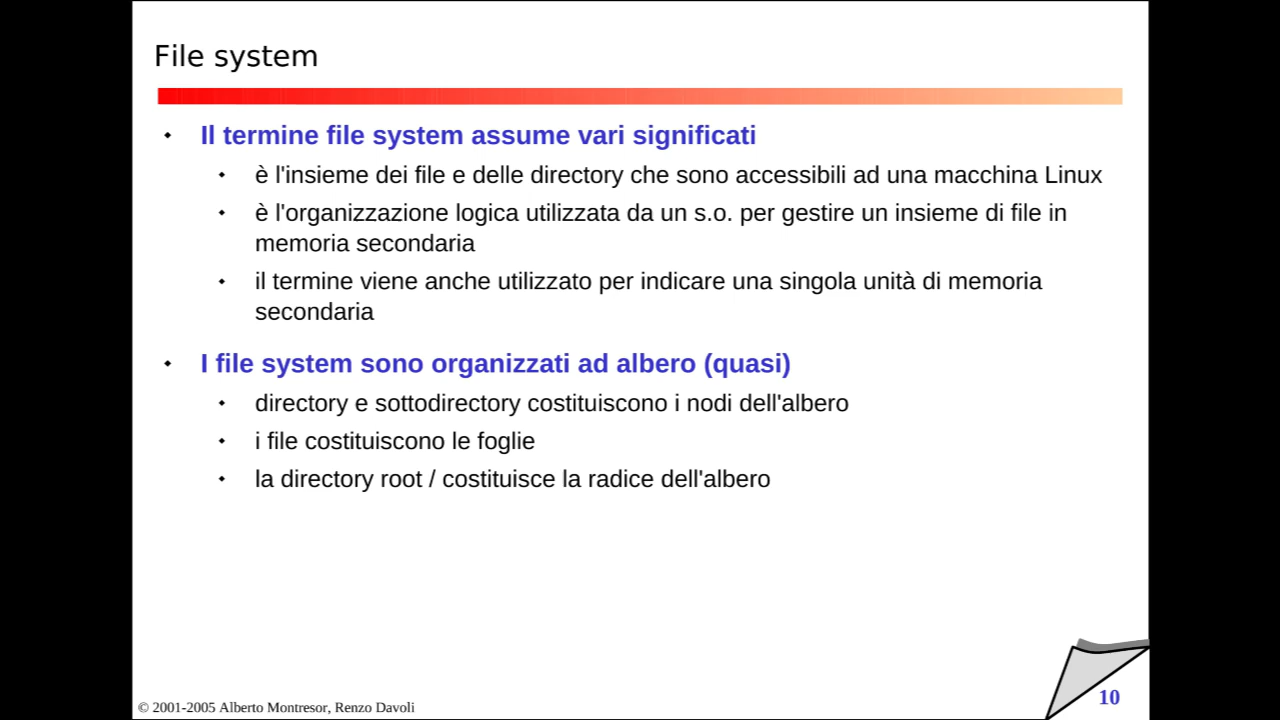 File system
Il termine file system assume vari significati
è l'insieme dei file e delle directory che sono accessibili ad una macchina Linux
è l'organizzazione logica utilizzata da un s.o. per gestire un insieme di file in
memoria secondaria
il termine viene anche utilizzato per indicare una singola unità di memoria
secondaria
I file system sono organizzati ad albero (quasi)
directory e sottodirectory costituiscono i nodi dell'albero
i file costituiscono le foglie
la directory root / costituisce la radice dell'albero
© 2001-2005 Alberto Montresor, Renzo Davoli
10